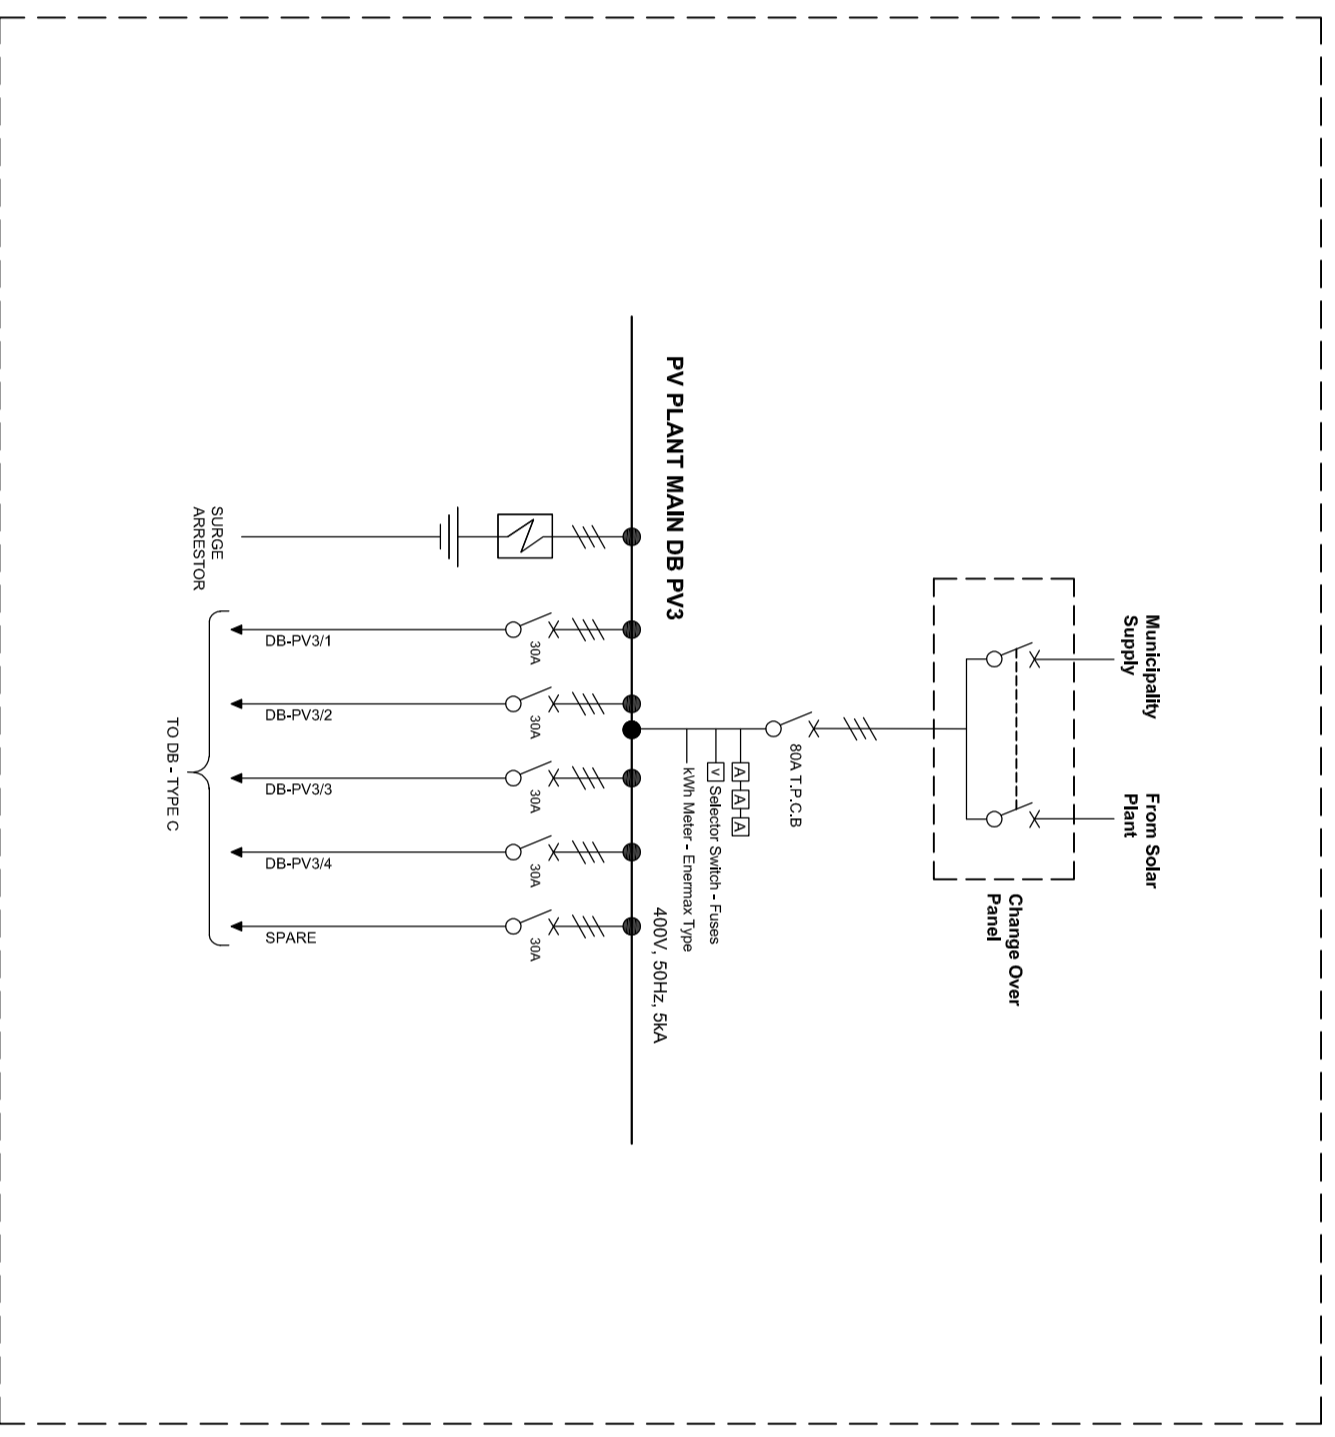 Municipality
Supply
From Solar
Plant
Change Over
Panel
80A T.P.C.B
A A A
V Selector Switch - Fuses
kWh Meter - Enermax Type
PV PLANT MAIN DB PV3
400V, 50Hz, 5kA
30A
30A
30A
30A
30A
SURGE
ARRESTOR
DB-PV3/1
DB-PV3/2
DB-PV3/3
DB-PV3/4
SPARE
TO DB - TYPE C